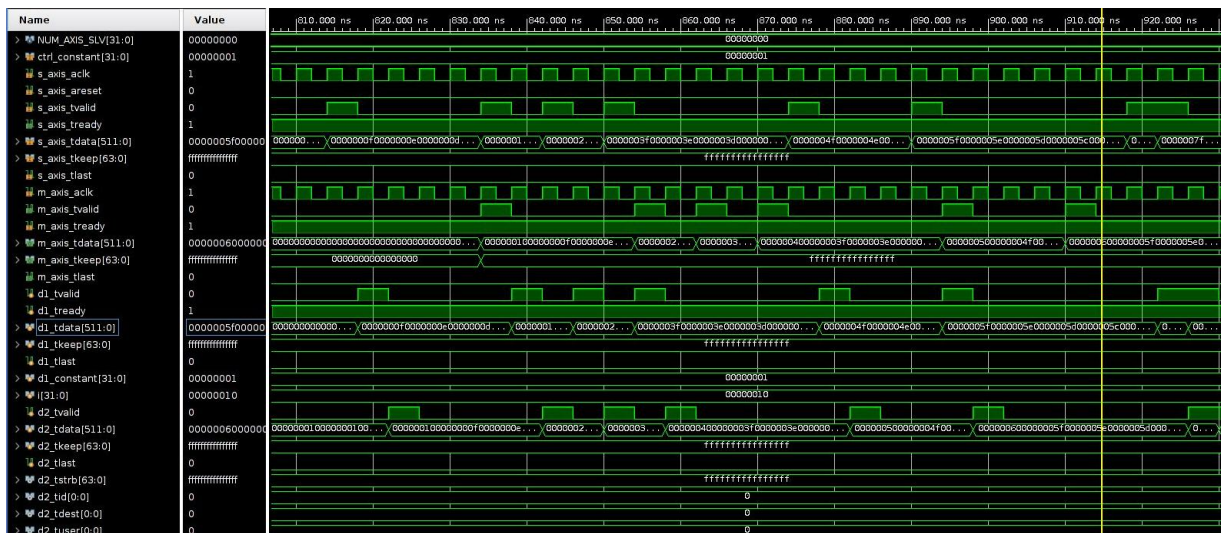 Name Value 810.000 ns 820.000 ns 830.000 ns 840.000 ns 850.000 ns 860.000 ns 870.000 ns 880.000 ns 890.000 ns 900.000 ns 910.000 ns 920.000 ns
NUM_AXIS_SLV[31:0] 00000000 00000000
ctrl_constant[31:0] 00000001 00000001
s_axis_aclk 1
s_axis_areset 0
s_axis_tvalid 0
s_axis_tready 1
s_axis_tdata[511:0] 0000005f00000 000000... 0000000f0000000e0000000d... 0000001... 0000002... 0000003f0000003e0000003d000000... 0000004f0000004e00... 0000005f0000005e0000005d0000005c000... 0... 0000007f...
s_axis_tkeep[63:0] ffffffffffffffff ffffffffffffffff
s_axis_tlast 0
m_axis_aclk 1
m_axis_tvalid 0
m_axis_tready 1
m_axis_tdata[511:0] 0000006000000 0000001000000000f0000000e... 0000002... 0000003... 000000400000003f0000003e000000... 000000500000004f00... 000000600000005f0000005e0...
m_axis_tkeep[63:0] ffffffffffffffff 0000000000000000 ffffffffffffffff
m_axis_tlast 0
d1_tvalid 0
d1_tready 1
d1_tdata[511:0] 0000005f00000 000000000000... 0000000f0000000e0000000d... 0000001... 0000002... 0000003f0000003e0000003d000000... 0000004f0000004e00... 0000005f0000005e0000005d0000005c000... 0... 00...
d1_tkeep[63:0] ffffffffffffffff ffffffffffffffff
d1_tlast 0
d1_constant[31:0] 00000001 00000001
i[31:0] 00000010 00000010
d2_tvalid 0
d2_tdata[511:0] 0000006000000 0000000100000000100... 000000100000000f0000000e... 0000002... 0000003... 000000400000003f0000003e000000... 000000500000004f00... 000000600000005f0000005e0000005d000... 0...
d2_tkeep[63:0] ffffffffffffffff ffffffffffffffff
d2_tlast 0
d2_tstrb[63:0] ffffffffffffffff ffffffffffffffff
d2_tid[0:0] 0 0
d2_tdest[0:0] 0 0
d2_tuser[0:0] 0 0